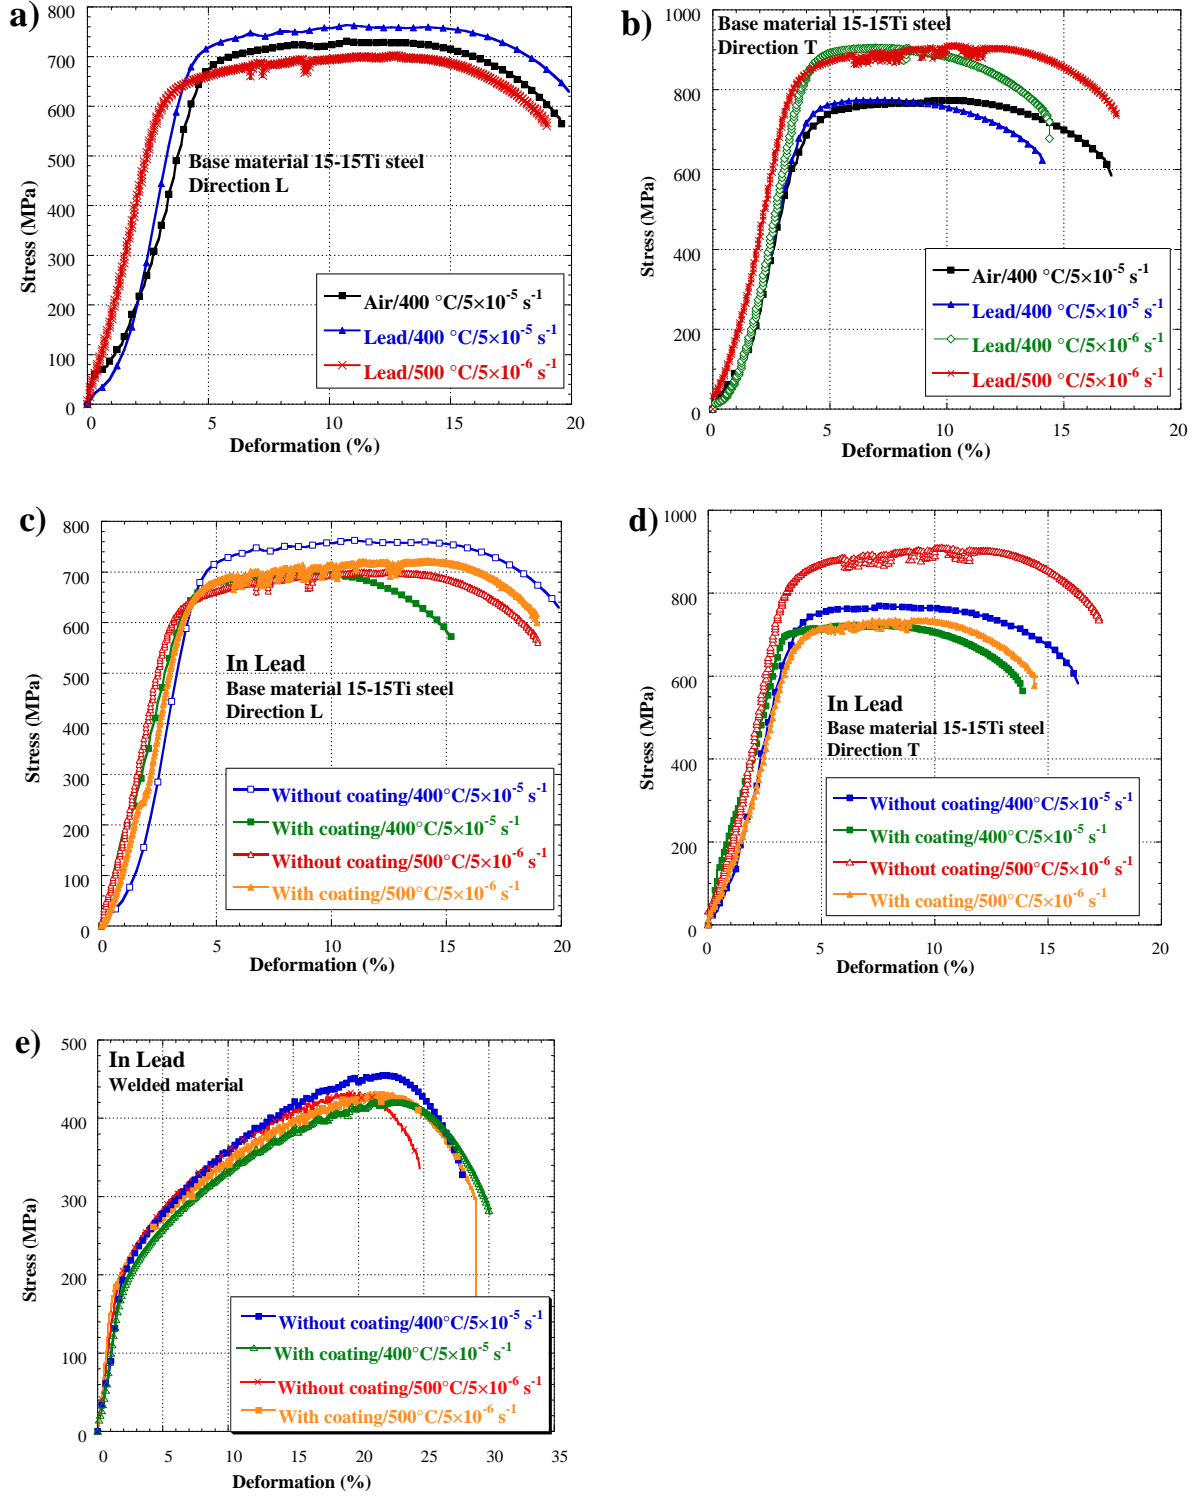 a)
800
700
600
500
400
300
200
100
0
Stress (MPa)
Base material 15-15Ti steel
Direction L
Air/400 °C/5×10⁻⁵ s⁻¹
Lead/400 °C/5×10⁻⁵ s⁻¹
Lead/500 °C/5×10⁻⁶ s⁻¹
0 5 10 15 20
Deformation (%)
b)
1000
800
600
400
200
0
Stress (MPa)
Base material 15-15Ti steel
Direction T
Air/400 °C/5×10⁻⁵ s⁻¹
Lead/400 °C/5×10⁻⁵ s⁻¹
Lead/400 °C/5×10⁻⁶ s⁻¹
Lead/500 °C/5×10⁻⁶ s⁻¹
0 5 10 15 20
Deformation (%)
c)
800
700
600
500
400
300
200
100
0
Stress (MPa)
In Lead
Base material 15-15Ti steel
Direction L
Without coating/400°C/5×10⁻⁵ s⁻¹
With coating/400°C/5×10⁻⁵ s⁻¹
Without coating/500°C/5×10⁻⁶ s⁻¹
With coating/500°C/5×10⁻⁶ s⁻¹
0 5 10 15 20
Deformation (%)
d)
1000
800
600
400
200
0
Stress (MPa)
In Lead
Base material 15-15Ti steel
Direction T
Without coating/400°C/5×10⁻⁵ s⁻¹
With coating/400°C/5×10⁻⁵ s⁻¹
Without coating/500°C/5×10⁻⁶ s⁻¹
With coating/500°C/5×10⁻⁶ s⁻¹
0 5 10 15 20
Deformation (%)
e)
500
400
300
200
100
0
Stress (MPa)
In Lead
Welded material
Without coating/400°C/5×10⁻⁵ s⁻¹
With coating/400°C/5×10⁻⁵ s⁻¹
Without coating/500°C/5×10⁻⁶ s⁻¹
With coating/500°C/5×10⁻⁶ s⁻¹
0 5 10 15 20 25 30 35
Deformation (%)